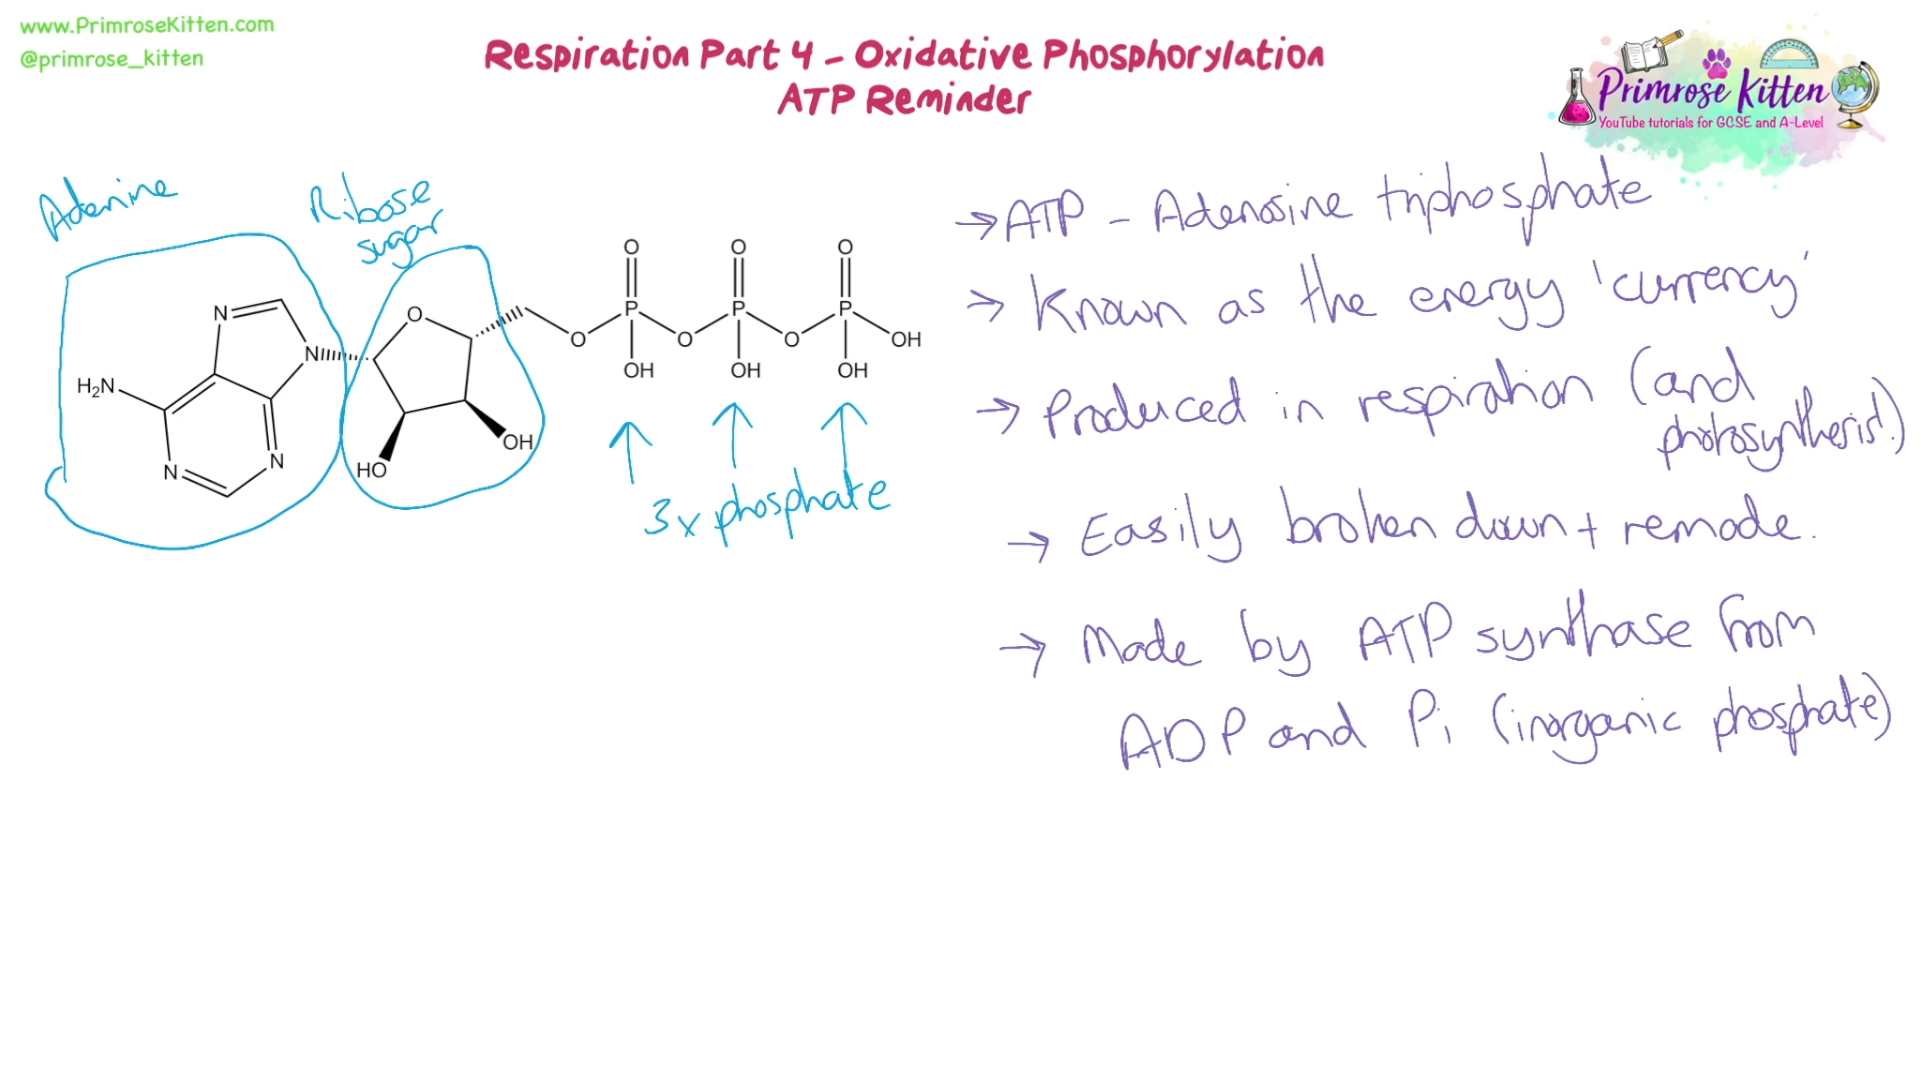 www.PrimroseKitten.com
@primrose_kitten
Respiration Part 4 - Oxidative Phosphorylation
ATP Reminder
Primrose Kitten
YouTube tutorials for GCSE and A-Level
Adenine
Ribose
sugar
O O O
N O P P P
N O O O OH
H₂N OH OH OH
N N HO OH
3x phosphate
→ ATP - Adenosine triphosphate
→ Known as the energy 'currency'
→ Produced in respiration (and
photosynthesis!)
→ Easily broken down + remade.
→ Made by ATP synthase from
ADP and Pi (inorganic phosphate)